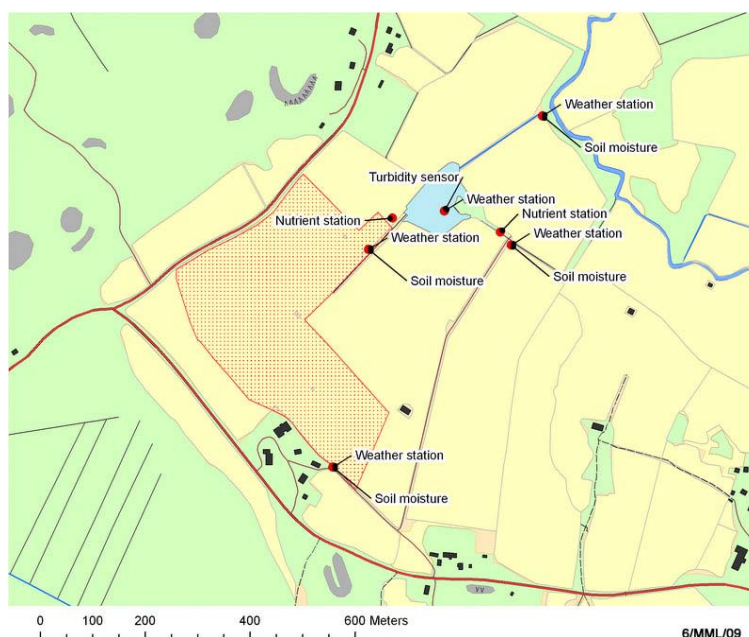 Weather station
Soil moisture
Turbidity sensor
Weather station
Nutrient station
Nutrient station
Weather station
Weather station
Soil moisture
Soil moisture
Weather station
Soil moisture
0 100 200 400 600 Meters
6/MML/09